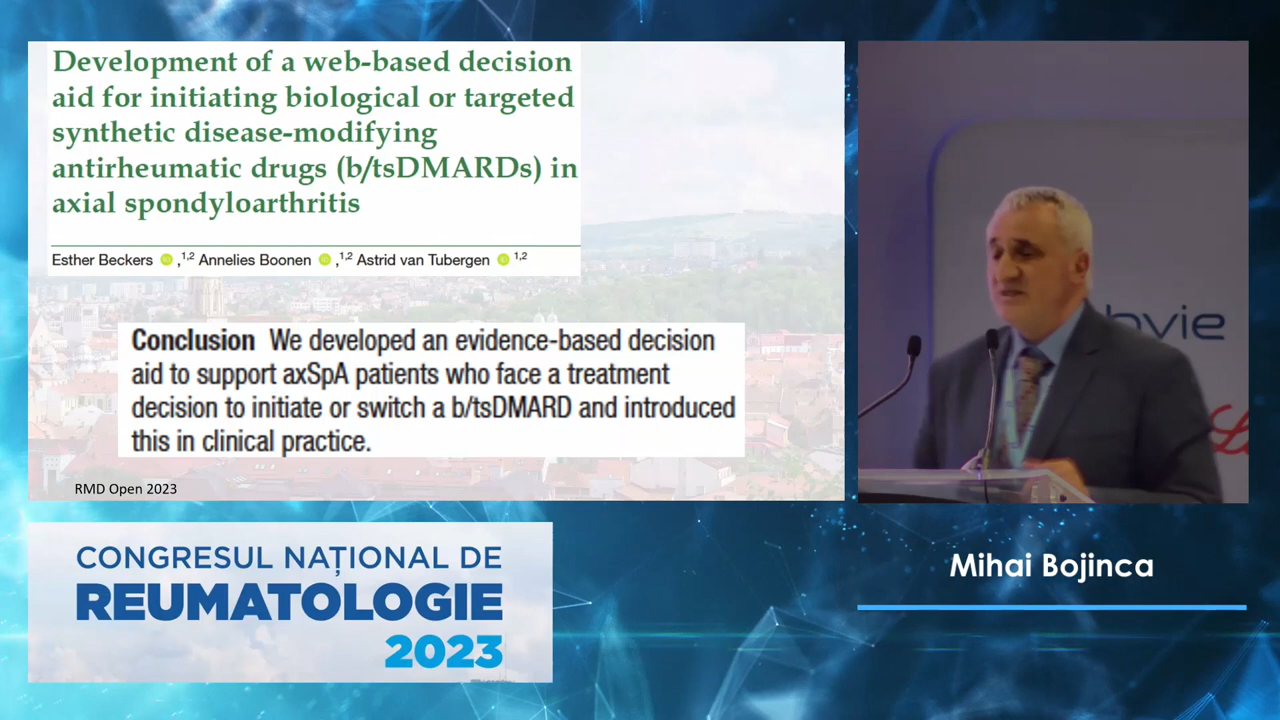 Development of a web-based decision
aid for initiating biological or targeted
synthetic disease-modifying
antirheumatic drugs (b/tsDMARDs) in
axial spondyloarthritis
Esther Beckers ,1,2 Annelies Boonen ,1,2 Astrid van Tubergen 1,2
Conclusion We developed an evidence-based decision
aid to support axSpA patients who face a treatment
decision to initiate or switch a b/tsDMARD and introduced
this in clinical practice.
RMD Open 2023
bvie
CONGRESUL NAȚIONAL DE
REUMATOLOGIE
2023
Mihai Bojinca